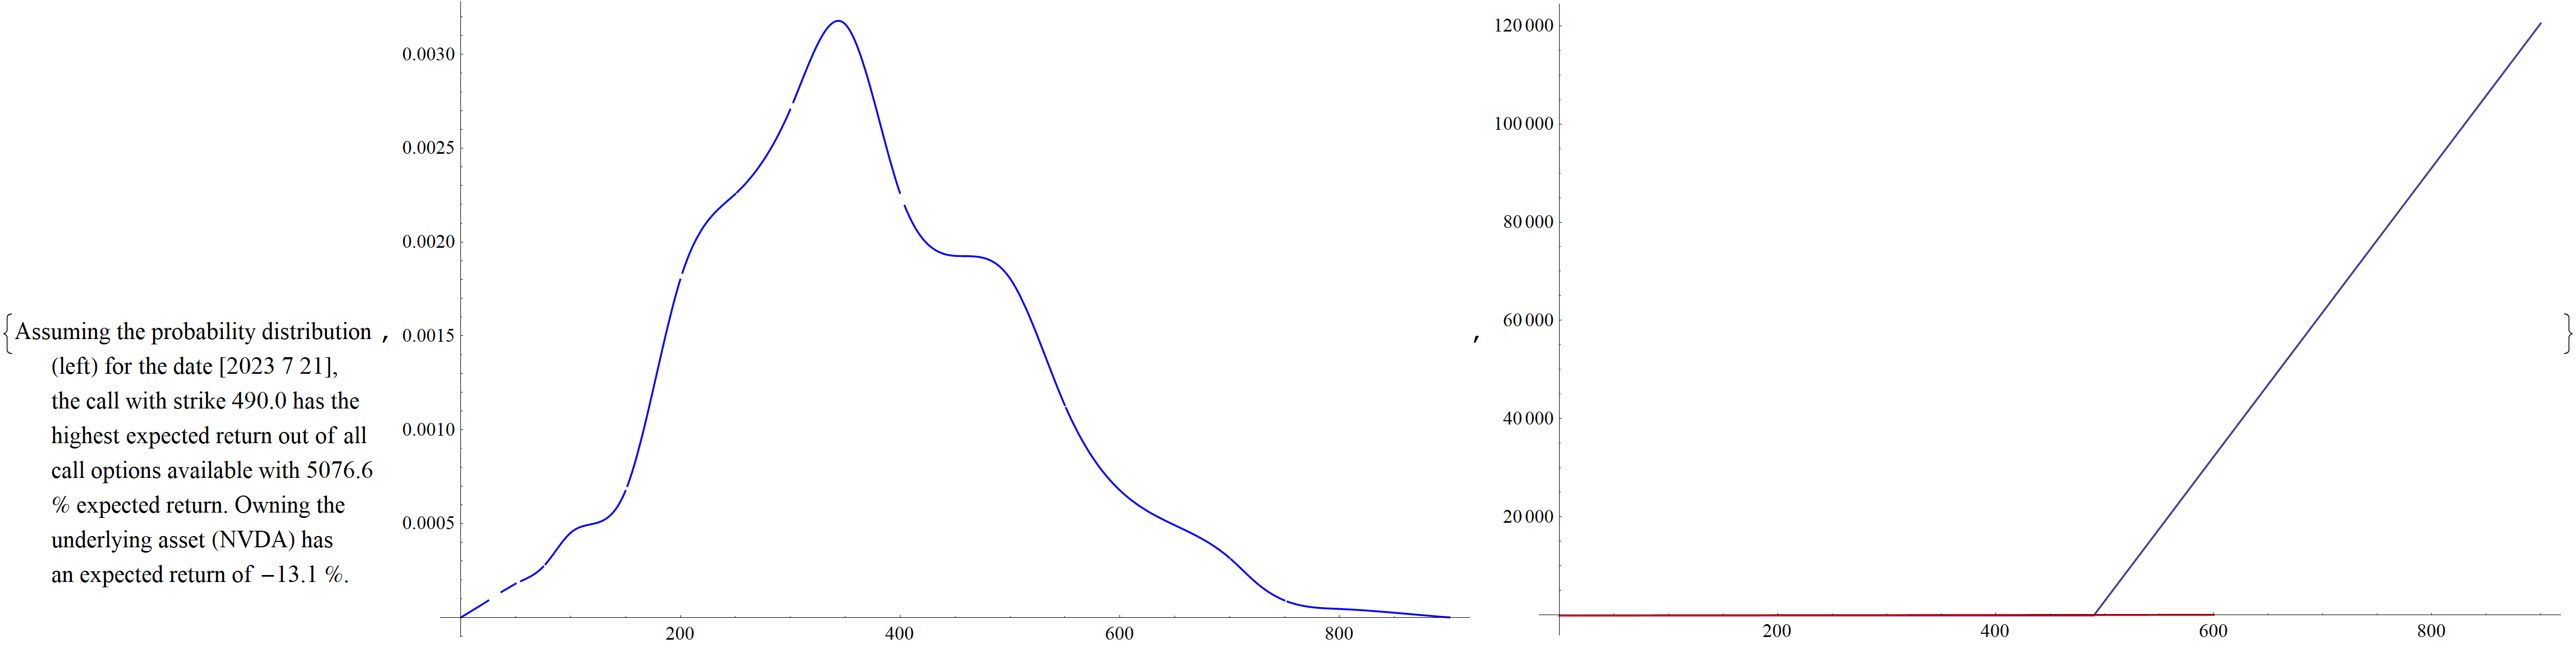 {Assuming the probability distribution ,
(left) for the date [2023 7 21],
the call with strike 490.0 has the
highest expected return out of all
call options available with 5076.6
% expected return. Owning the
underlying asset (NVDA) has
an expected return of −13.1 %.
0.0030
0.0025
0.0020
0.0015
0.0010
0.0005
200 400 600 800
,
120 000
100 000
80 000
60 000
40 000
20 000
200 400 600 800
}